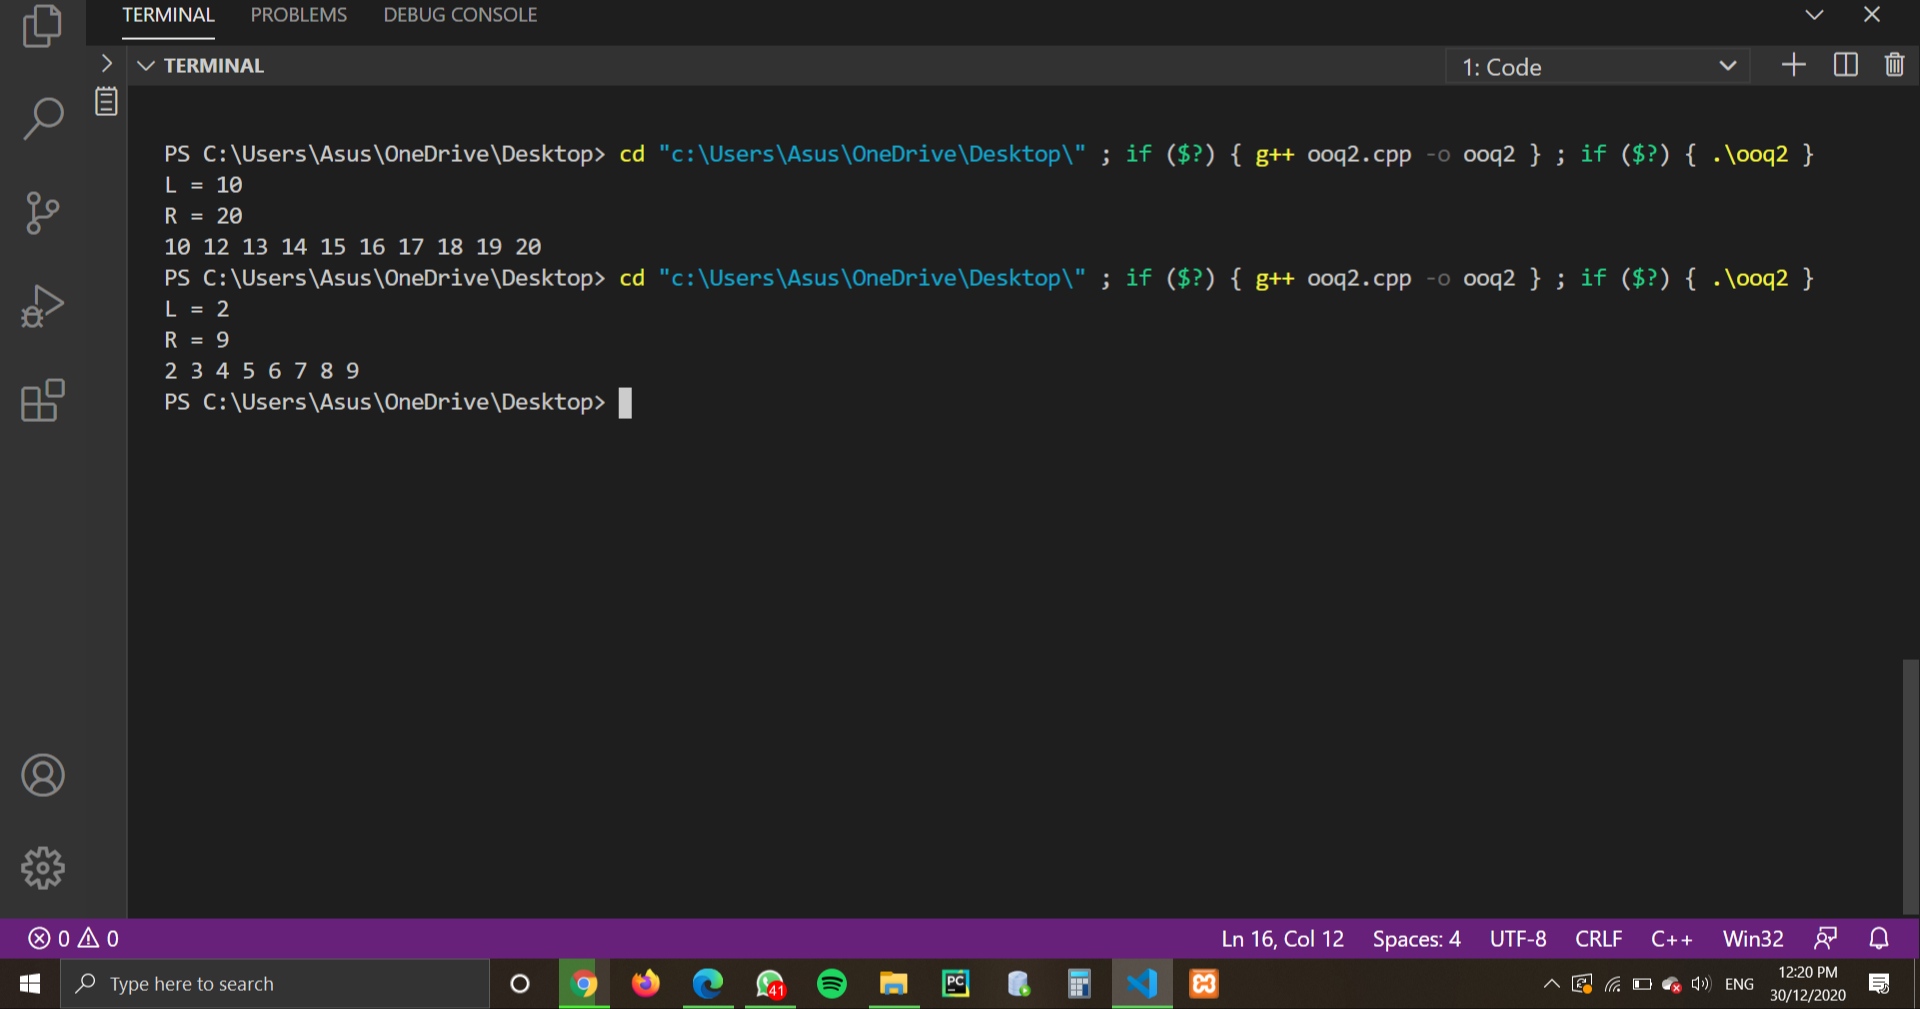 TERMINAL PROBLEMS DEBUG CONSOLE
TERMINAL 1: Code
PS C:\Users\Asus\OneDrive\Desktop> cd "c:\Users\Asus\OneDrive\Desktop\" ; if ($?) { g++ ooq2.cpp -o ooq2 } ; if ($?) { .\ooq2 }
L = 10
R = 20
10 12 13 14 15 16 17 18 19 20
PS C:\Users\Asus\OneDrive\Desktop> cd "c:\Users\Asus\OneDrive\Desktop\" ; if ($?) { g++ ooq2.cpp -o ooq2 } ; if ($?) { .\ooq2 }
L = 2
R = 9
2 3 4 5 6 7 8 9
PS C:\Users\Asus\OneDrive\Desktop>
0 0 Ln 16, Col 12 Spaces: 4 UTF-8 CRLF C++ Win32
Type here to search 41 PC ENG 12:20 PM
30/12/2020